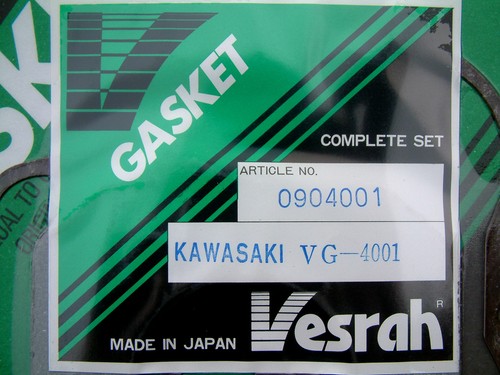 GASKET
COMPLETE SET
ARTICLE NO.
0904001
KAWASAKI VG-4001
MADE IN JAPAN
Vesrah R